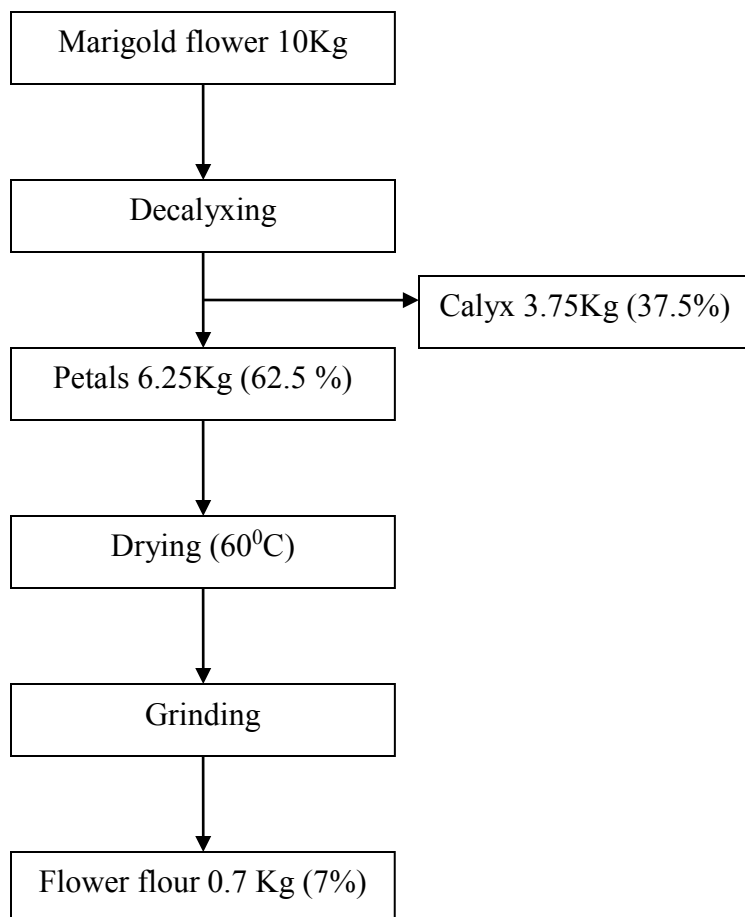 Marigold flower 10Kg
Decalyxing
Calyx 3.75Kg (37.5%)
Petals 6.25Kg (62.5 %)
Drying (60⁰C)
Grinding
Flower flour 0.7 Kg (7%)